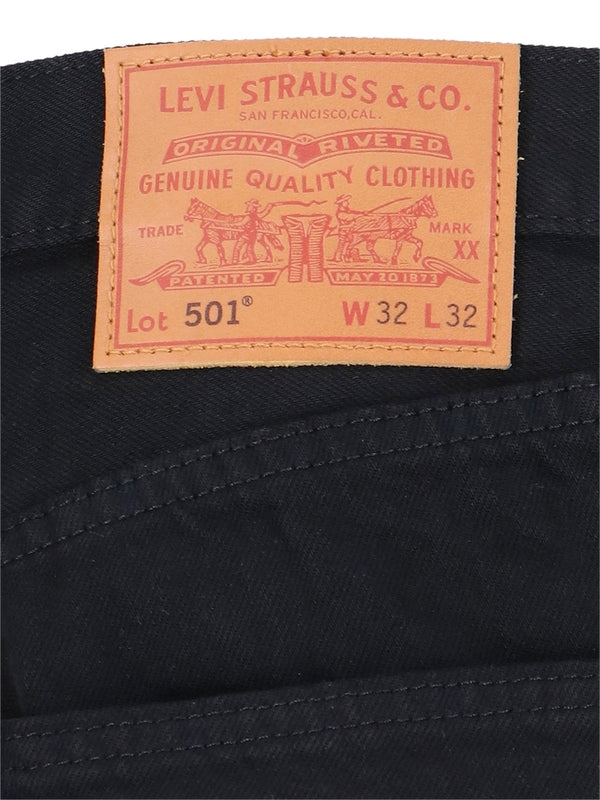 LEVI STRAUSS & CO.
SAN FRANCISCO, CAL.
ORIGINAL RIVETED
GENUINE QUALITY CLOTHING
TRADE MARK
XX
PATENTED MAY 20 1873
Lot 501® W 32 L 32